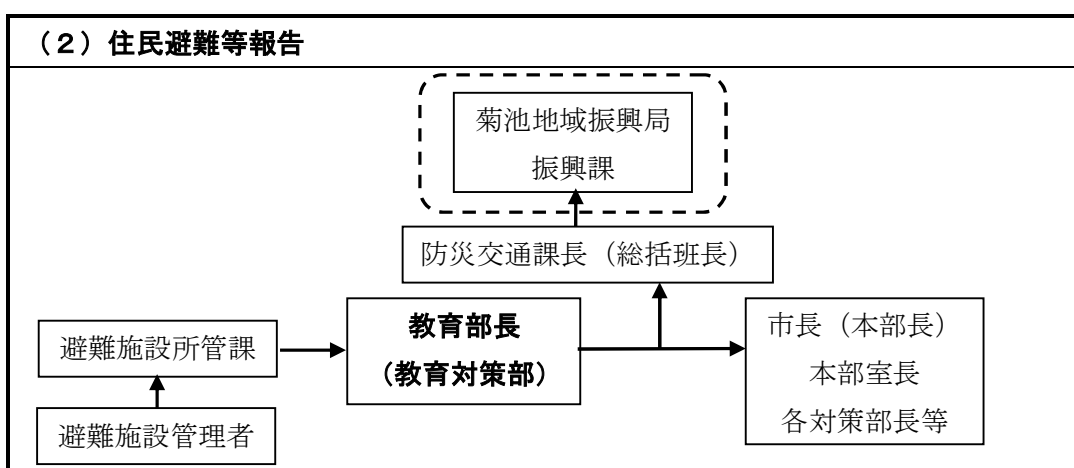 （２）住民避難等報告
菊池地域振興局
振興課
防災交通課長（総括班長）
避難施設所管課
教育部長
（教育対策部）
市長（本部長）
本部室長
各対策部長等
避難施設管理者